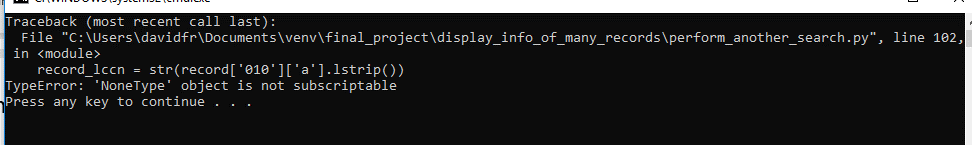 Traceback (most recent call last):
  File "C:\Users\davidfr\Documents\venv\final_project\display_info_of_many_records\perform_another_search.py", line 102,
 in <module>
    record_lccn = str(record['010']['a'].lstrip())
TypeError: 'NoneType' object is not subscriptable
Press any key to continue . . .